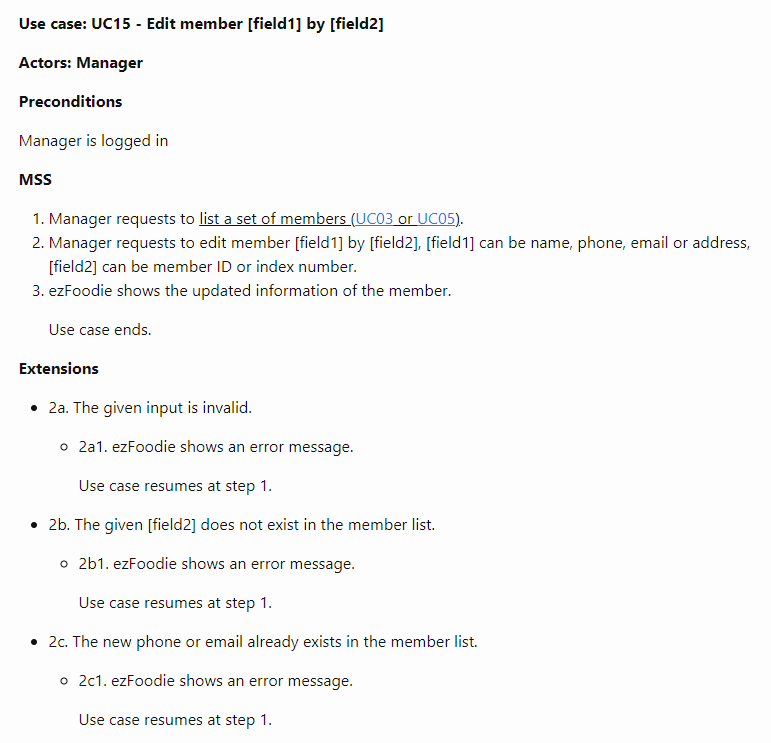 Use case: UC15 - Edit member [field1] by [field2]
Actors: Manager
Preconditions
Manager is logged in
MSS
1. Manager requests to list a set of members (UC03 or UC05).
2. Manager requests to edit member [field1] by [field2], [field1] can be name, phone, email or address,
[field2] can be member ID or index number.
3. ezFoodie shows the updated information of the member.
Use case ends.
Extensions
• 2a. The given input is invalid.
◦ 2a1. ezFoodie shows an error message.
Use case resumes at step 1.
• 2b. The given [field2] does not exist in the member list.
◦ 2b1. ezFoodie shows an error message.
Use case resumes at step 1.
• 2c. The new phone or email already exists in the member list.
◦ 2c1. ezFoodie shows an error message.
Use case resumes at step 1.